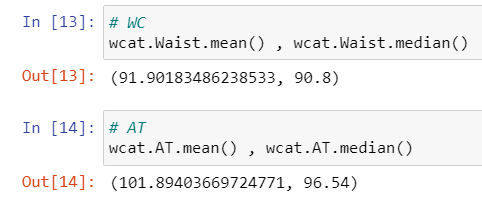 In [13]: # WC
wcat.Waist.mean() , wcat.Waist.median()
Out[13]: (91.90183486238533, 90.8)
In [14]: # AT
wcat.AT.mean() , wcat.AT.median()
Out[14]: (101.89403669724771, 96.54)